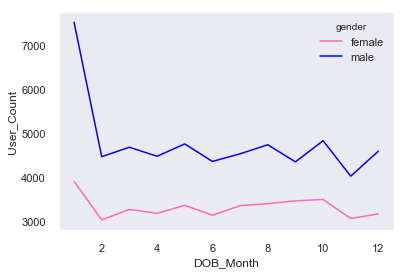 gender
female
male
7000
6000
5000
4000
3000
User_Count
2 4 6 8 10 12
DOB_Month